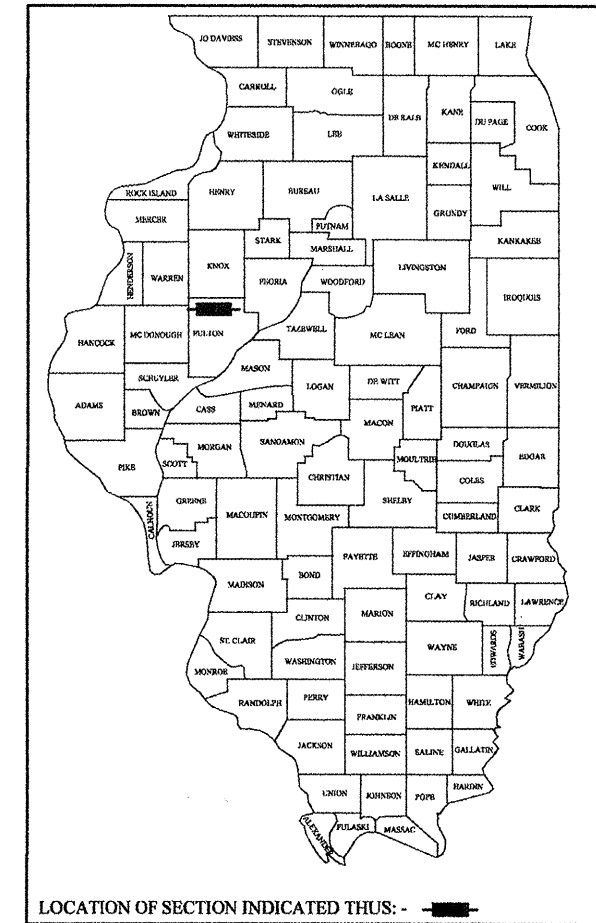 JO DAVIESS STEVENSON WINNEBAGO BOONE MC HENRY LAKE
CARROLL OGLE DE KALB KANE DU PAGE COOK
WHITESIDE LEE KENDALL WILL
ROCK ISLAND HENRY BUREAU LA SALLE GRUNDY
MERCER PUTNAM KANKAKEE
HENDERSON WARREN KNOX STARK MARSHALL LIVINGSTON
PEORIA WOODFORD IROQUOIS
HANCOCK MC DONOUGH FULTON TAZEWELL MC LEAN FORD
MASON
SCHUYLER LOGAN DE WITT CHAMPAIGN VERMILION
ADAMS BROWN CASS MENARD MACON PIATT
PIKE SCOTT MORGAN SANGAMON CHRISTIAN MOULTRIE DOUGLAS EDGAR
COLES
CALHOUN GREENE MACOUPIN MONTGOMERY SHELBY CUMBERLAND CLARK
JERSEY
MADISON BOND FAYETTE EFFINGHAM JASPER CRAWFORD
CLINTON MARION CLAY RICHLAND LAWRENCE
ST. CLAIR WASHINGTON JEFFERSON WAYNE EDWARDS WABASH
MONROE
RANDOLPH PERRY FRANKLIN HAMILTON WHITE
JACKSON WILLIAMSON SALINE GALLATIN
UNION JOHNSON POPE HARDIN
ALEXANDER PULASKI MASSAC
LOCATION OF SECTION INDICATED THUS: -